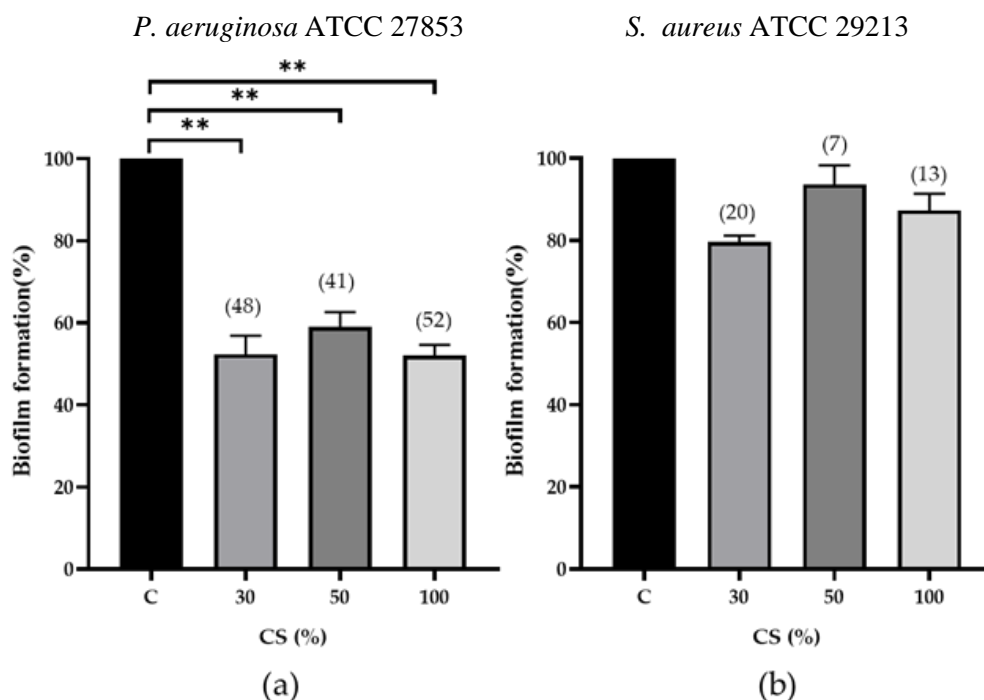 P. aeruginosa ATCC 27853
**
**
**
100
80
60
40
20
0
Biofilm formation(%)
(48)
(41)
(52)
C 30 50 100
CS (%)
(a)
S. aureus ATCC 29213
100
80
60
40
20
0
Biofilm formation(%)
(20)
(7)
(13)
C 30 50 100
CS (%)
(b)